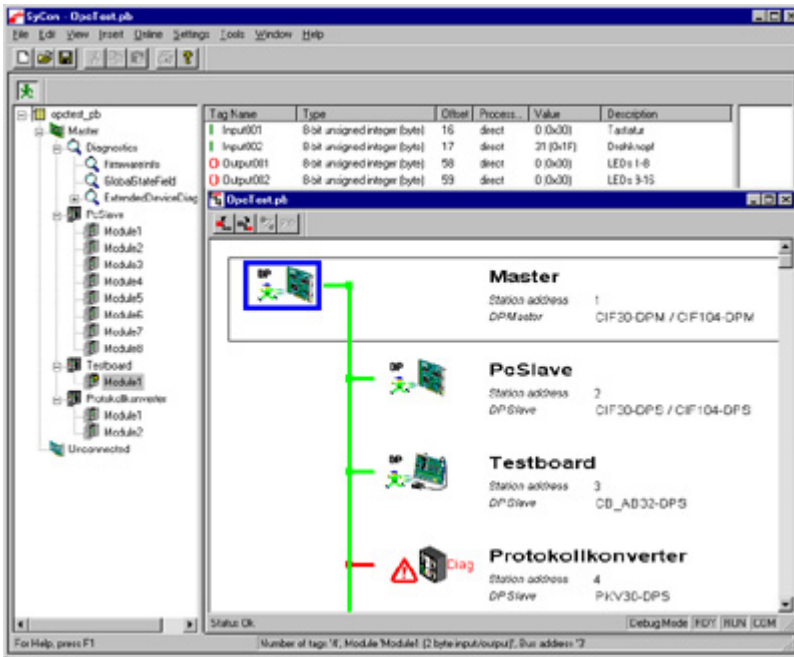 SyCon - OpcTest.pb
File Edit View Insert Online Settings Tools Window Help
opctest_pb
Master
Diagnostics
FirmwareInfo
GlobalStateField
ExtendedDeviceDiag
PcSlave
Module1
Module2
Module3
Module4
Module5
Module6
Module7
Module8
Testboard
Module1
Protokollkonverter
Module1
Module2
Unconnected
Tag Name Type Offset Process... Value Description
Input001 8-bit unsigned integer (byte) 16 direct 0 (0x00) Tastatur
Input002 8-bit unsigned integer (byte) 17 direct 31 (0x1F) Drehknopf
Output001 8-bit unsigned integer (byte) 58 direct 0 (0x00) LEDs 1-8
Output002 8-bit unsigned integer (byte) 59 direct 0 (0x00) LEDs 9-16
OpcTest.pb
DP
Master
Station address 1
DPMaster CIF30-DPM / CIF104-DPM
DP
PcSlave
Station address 2
DP Slave CIF30-DPS / CIF104-DPS
DP
Testboard
Station address 3
DP Slave CB_AB32-DPS
Diag
Protokollkonverter
Station address 4
DP Slave PKV30-DPS
Status Ok. Debug Mode RDY RUN COM
For Help, press F1 Number of tags '4', Module 'Module1 (2 byte input/output)', Bus address '3'